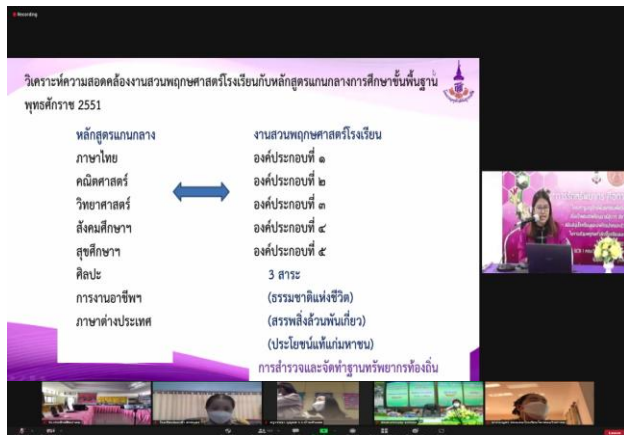 Recording
วิเคราะห์ความสอดคล้องงานสวนพฤกษศาสตร์โรงเรียนกับหลักสูตรแกนกลางการศึกษาขั้นพื้นฐาน
พุทธศักราช 2551
หลักสูตรแกนกลาง
ภาษาไทย
คณิตศาสตร์
วิทยาศาสตร์
สังคมศึกษาฯ
สุขศึกษาฯ
ศิลปะ
การงานอาชีพฯ
ภาษาต่างประเทศ
งานสวนพฤกษศาสตร์โรงเรียน
องค์ประกอบที่ ๑
องค์ประกอบที่ ๒
องค์ประกอบที่ ๓
องค์ประกอบที่ ๔
องค์ประกอบที่ ๕
3 สาระ
(ธรรมชาติแห่งชีวิต)
(สรรพสิ่งล้วนพันเกี่ยว)
(ประโยชน์แท้แก่มหาชน)
การสำรวจและจัดทำฐานทรัพยากรท้องถิ่น